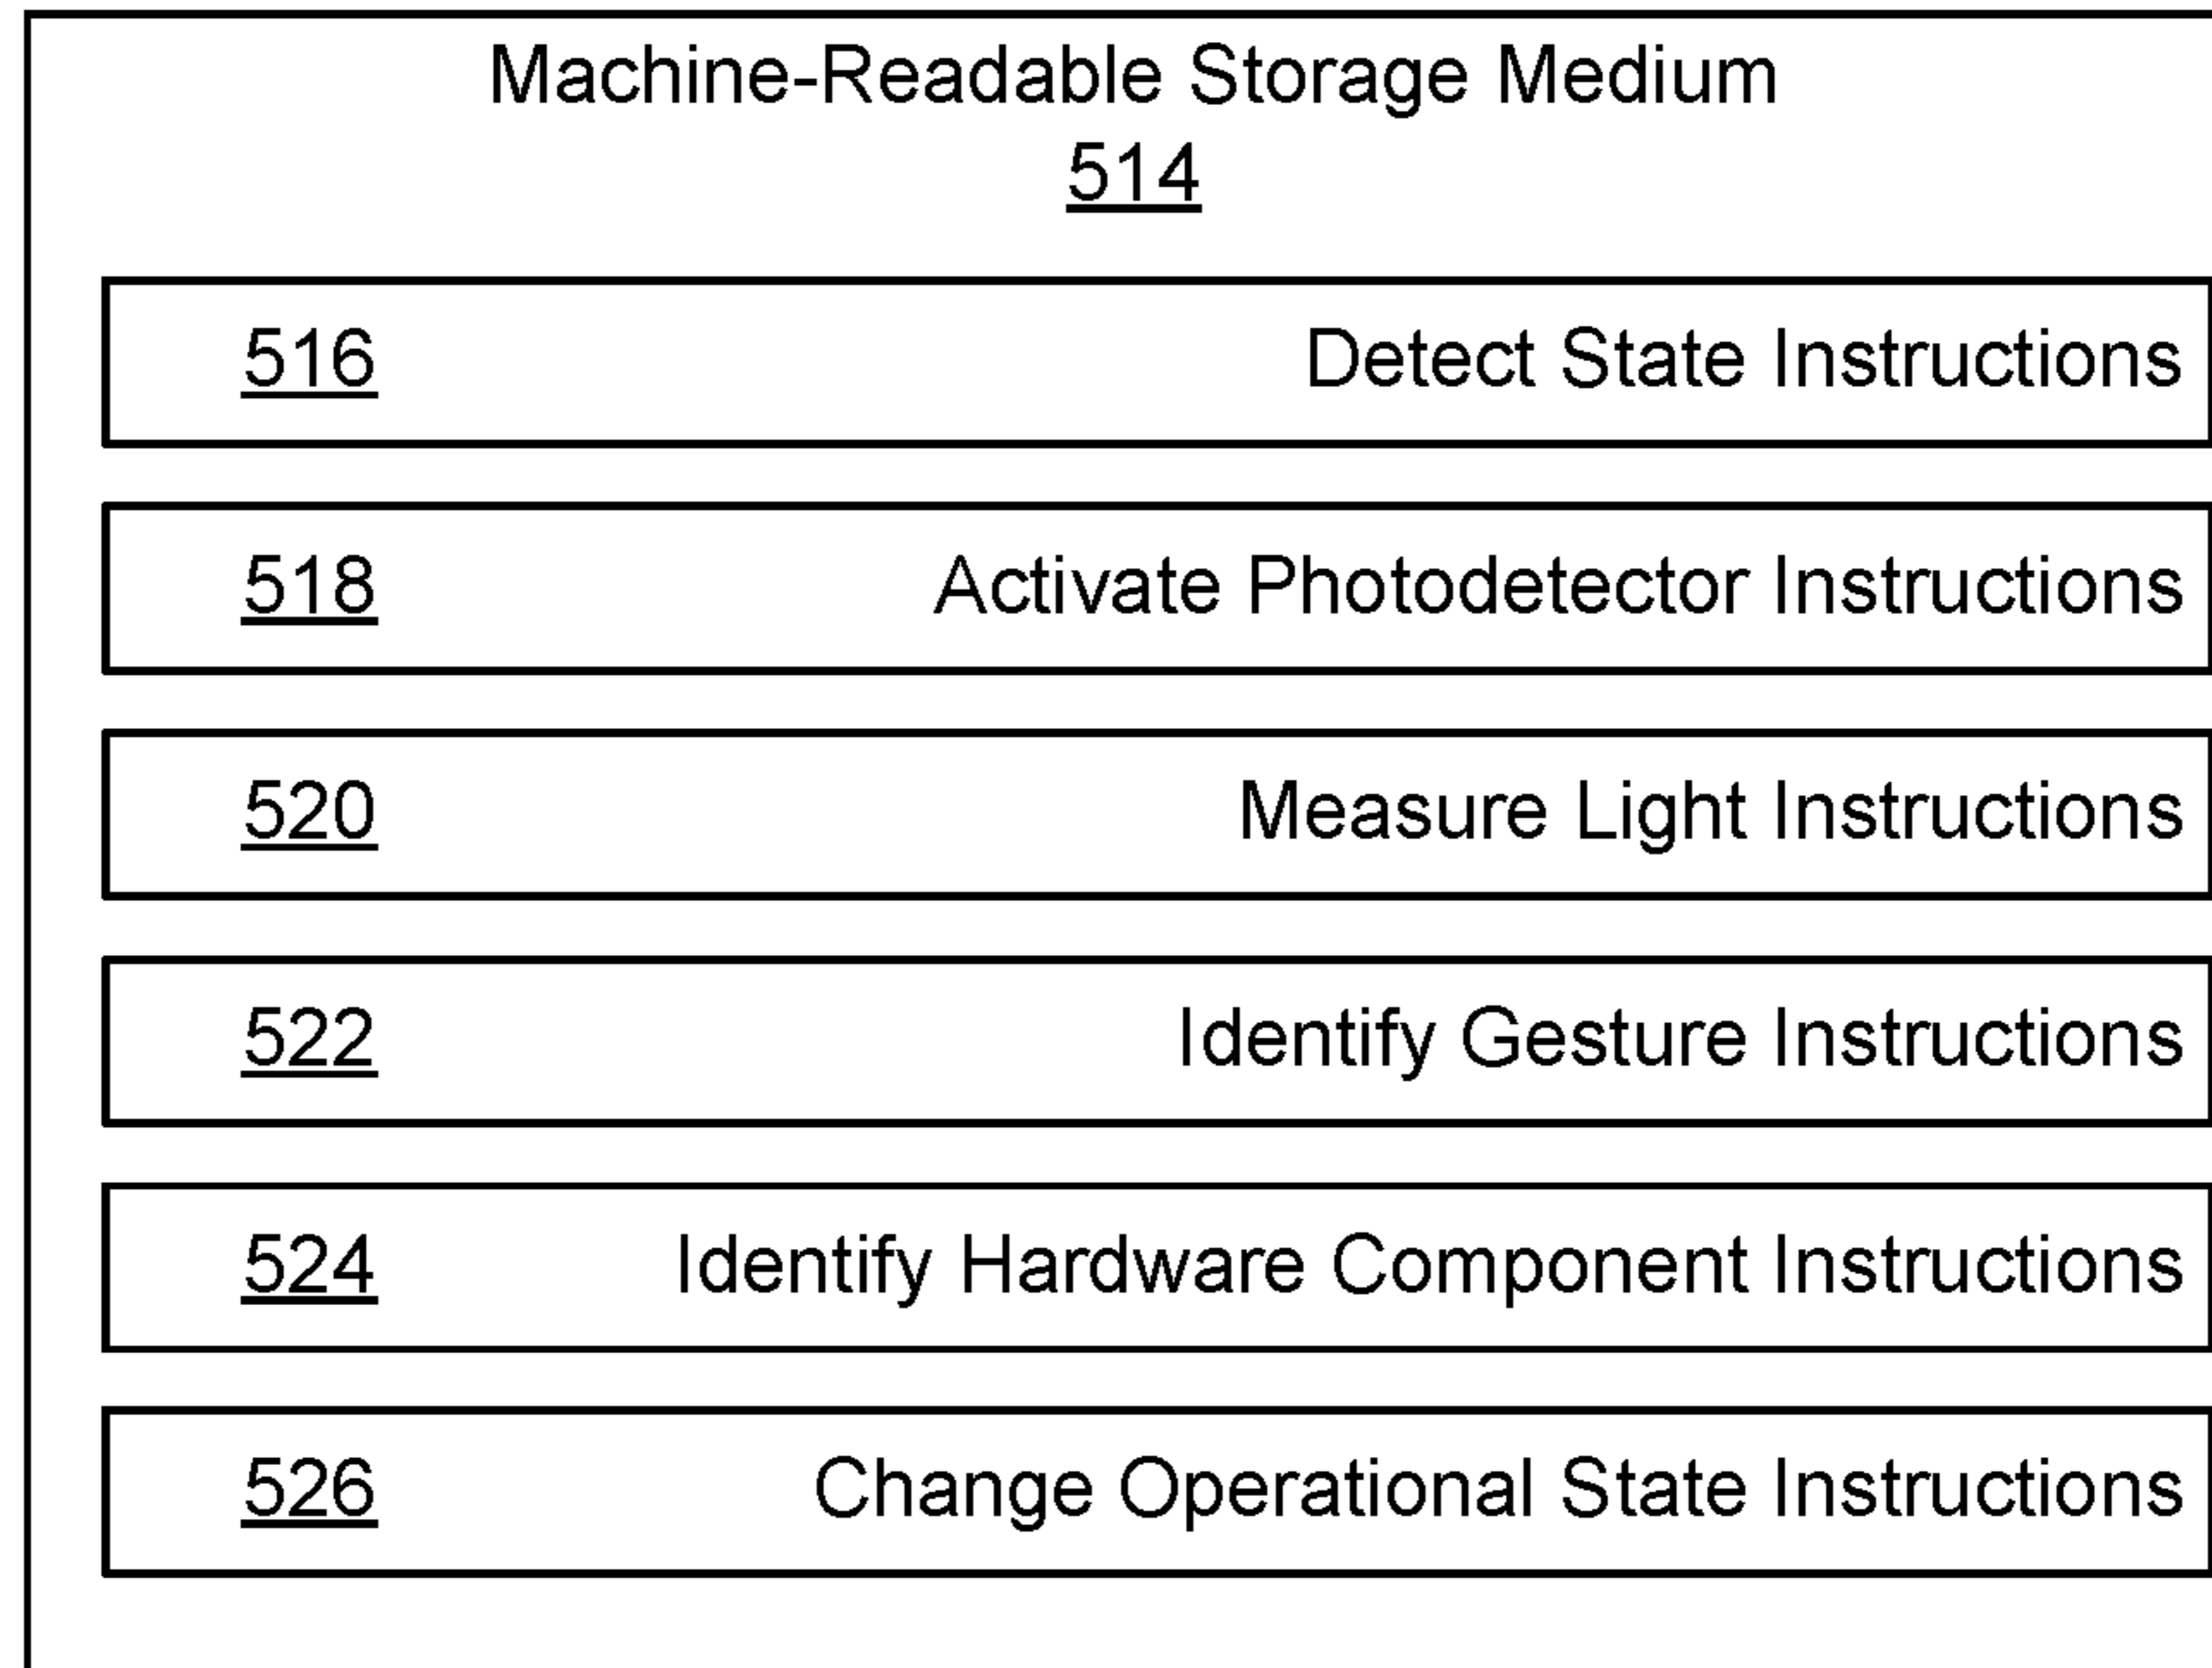 Machine-Readable Storage Medium
514
516 Detect State Instructions
518 Activate Photodetector Instructions
520 Measure Light Instructions
522 Identify Gesture Instructions
524 Identify Hardware Component Instructions
526 Change Operational State Instructions